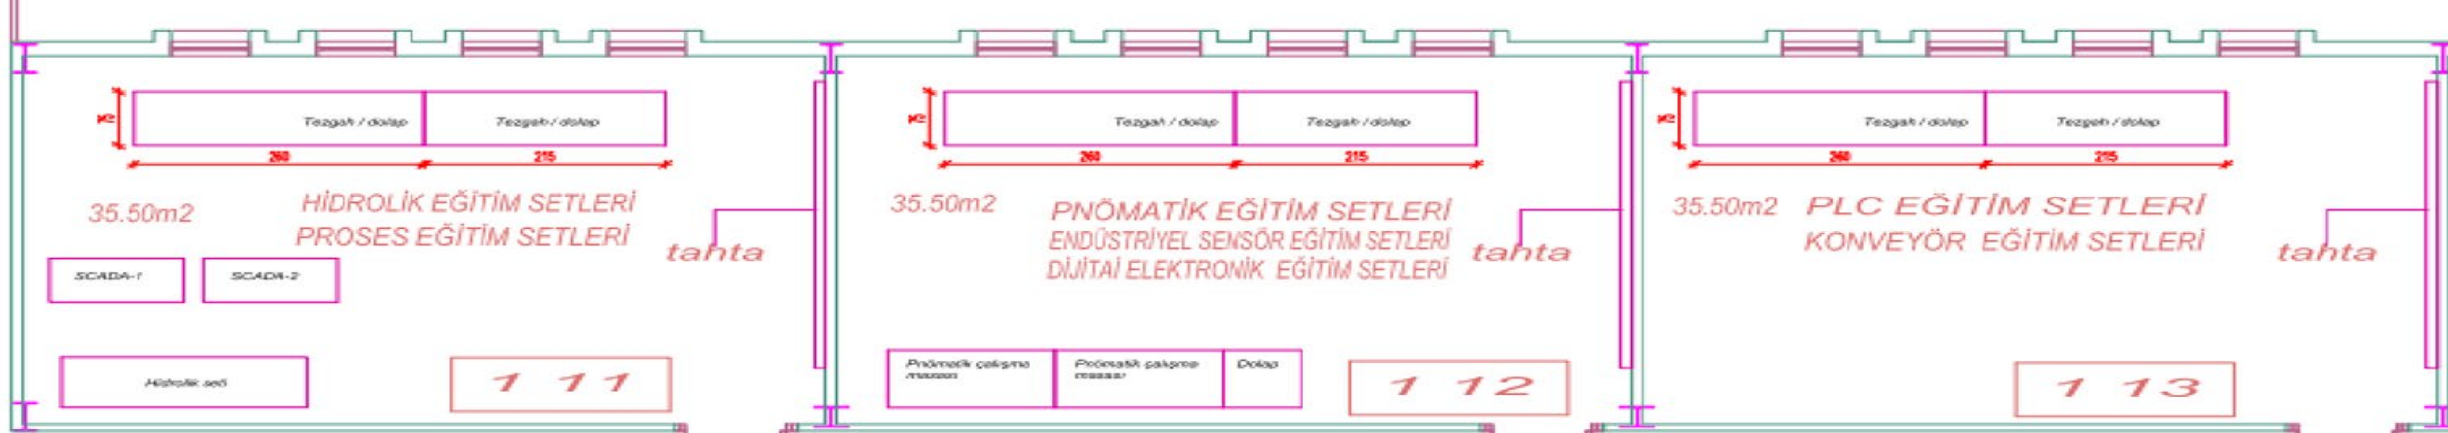 Tezgah / dolap
Tezgah / dolap
75
260
215
35.50m2
HİDROLİK EĞİTİM SETLERİ
PROSES EĞİTİM SETLERİ
tahta
SCADA-1
SCADA-2
Hidrolik seti
1 11
Tezgah / dolap
Tezgah / dolap
75
260
215
35.50m2
PNÖMATİK EĞİTİM SETLERİ
ENDÜSTRİYEL SENSÖR EĞİTİM SETLERİ
DİJİTAl ELEKTRONİK EĞİTİM SETLERİ
tahta
Pnömatik çalışma
masası
Pnömatik çalışma
masası
Dolap
1 12
Tezgah / dolap
Tezgah / dolap
75
260
215
35.50m2
PLC EĞİTİM SETLERİ
KONVEYÖR EĞİTİM SETLERİ
tahta
1 13